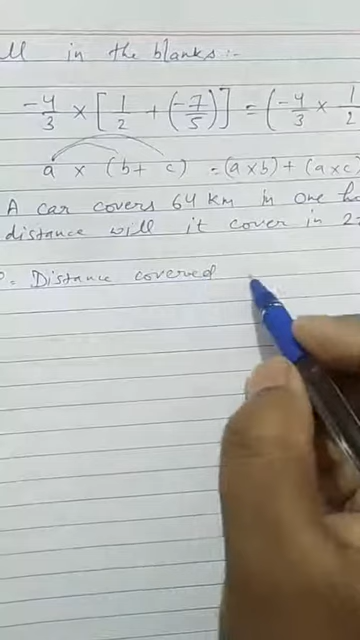 in the blanks:-
-4/3 × [1/2 + (-7/5)] = (-4/3 × 1/2
a × (b + c) = (a×b) + (a×c)
A car covers 64 km in one
distance will it cover in
Distance covered